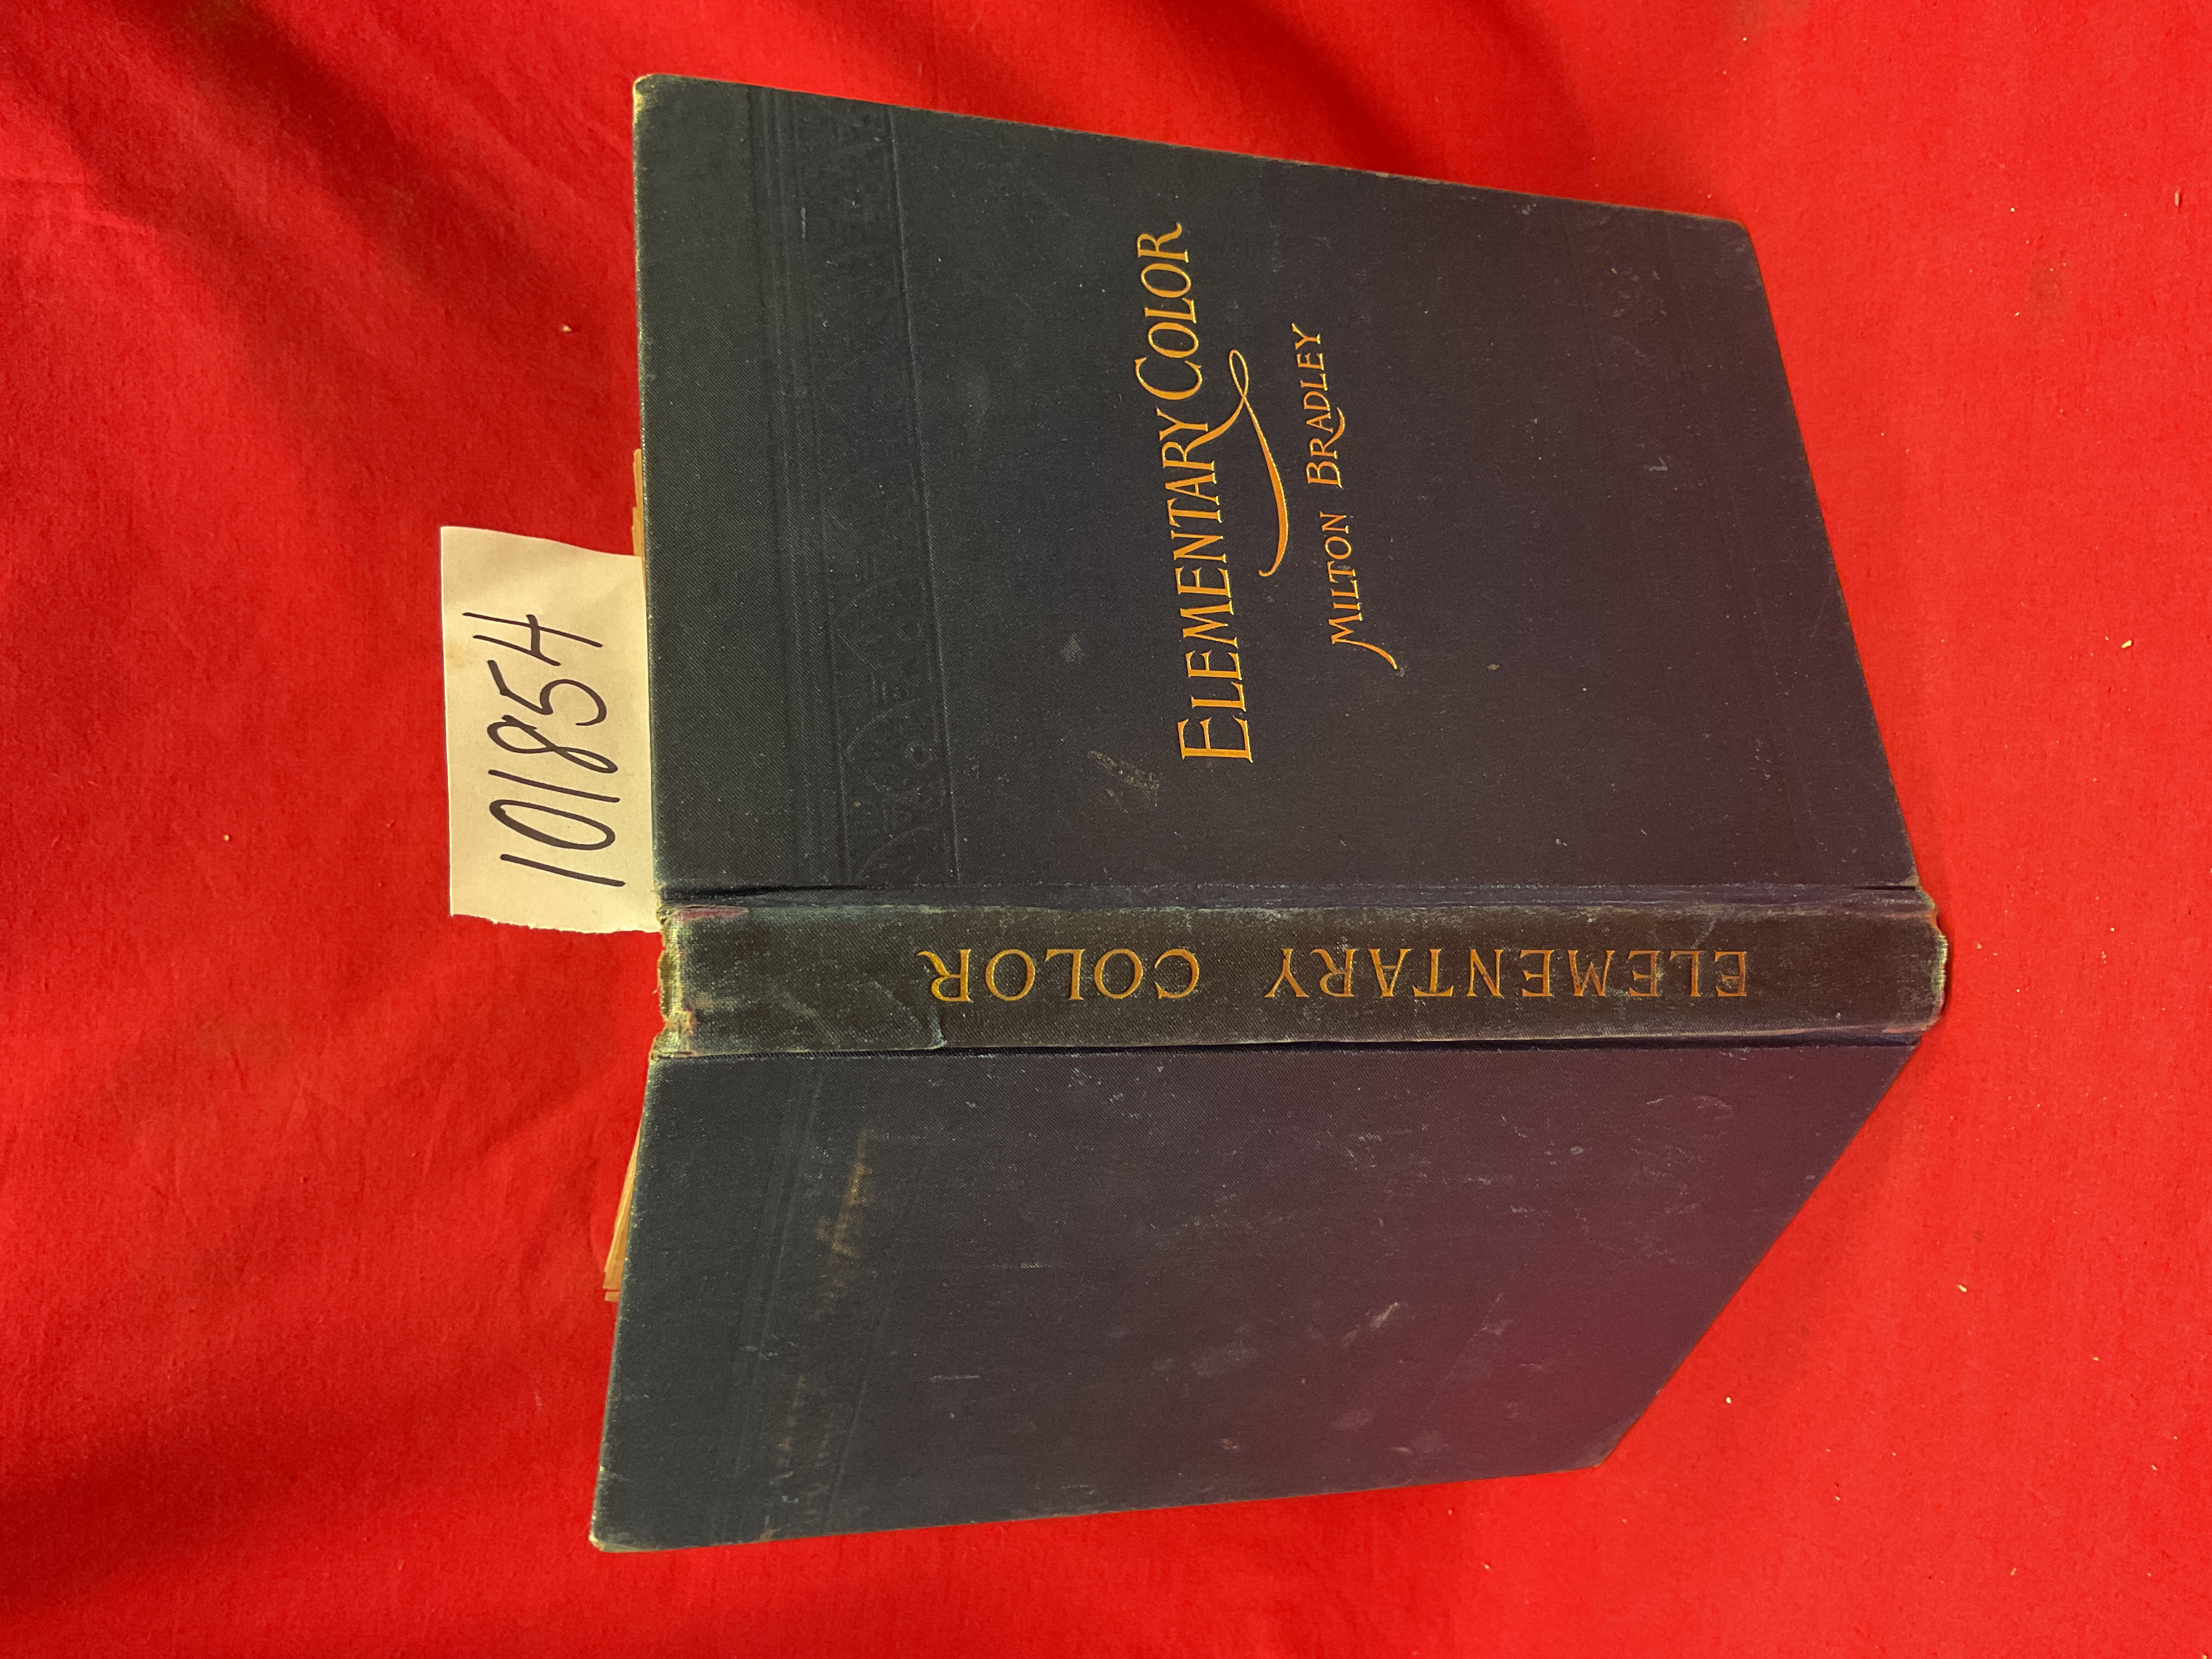 101854
ELEMENTARY COLOR
MILTON BRADLEY
ELEMENTARY COLOR